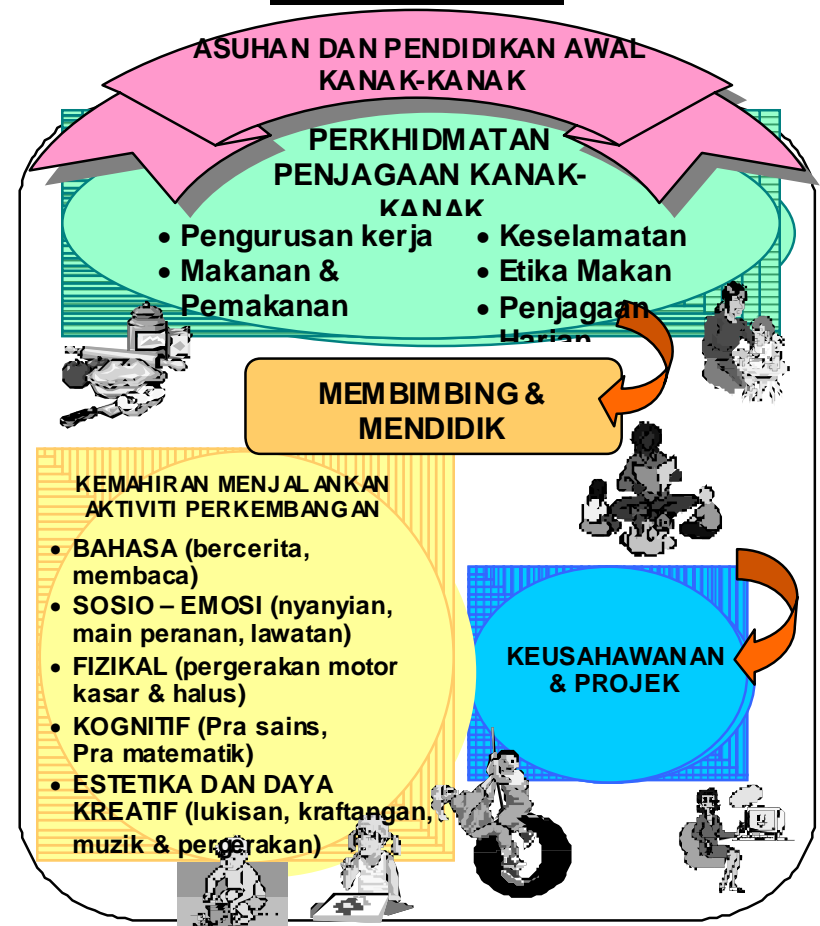 ASUHAN DAN PENDIDIKAN AWAL
KANAK-KANAK
PERKHIDMATAN
PENJAGAAN KANAK-
KANAK
• Pengurusan kerja
• Makanan &
Pemakanan
• Keselamatan
• Etika Makan
• Penjagaan
Harian
MEMBIMBING &
MENDIDIK
KEMAHIRAN MENJALANKAN
AKTIVITI PERKEMBANGAN
• BAHASA (bercerita,
membaca)
• SOSIO – EMOSI (nyanyian,
main peranan, lawatan)
• FIZIKAL (pergerakan motor
kasar & halus)
• KOGNITIF (Pra sains,
Pra matematik)
• ESTETIKA DAN DAYA
KREATIF (lukisan, kraftangan,
muzik & pergerakan)
KEUSAHAWANAN
& PROJEK